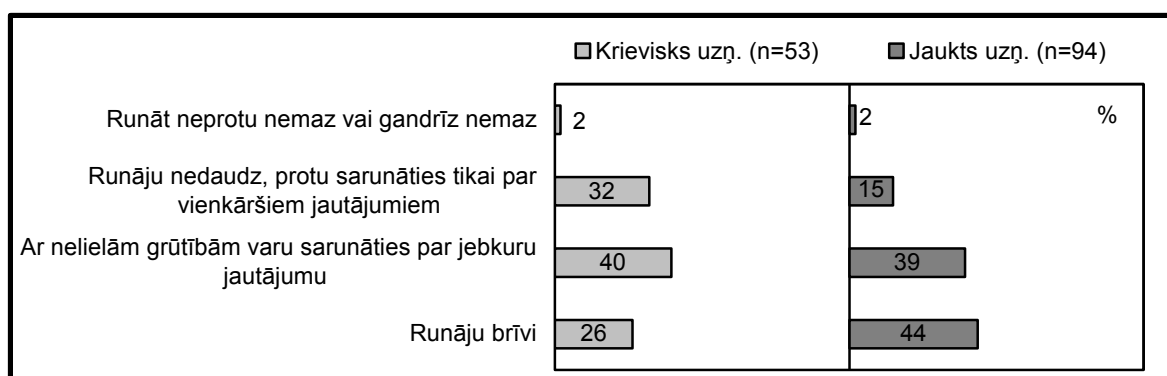 Krievisks uzņ. (n=53) Jaukts uzņ. (n=94)
%
Runāt neprotu nemaz vai gandrīz nemaz 2 2
Runāju nedaudz, protu sarunāties tikai par
vienkāršiem jautājumiem 32 15
Ar nelielām grūtībām varu sarunāties par jebkuru
jautājumu 40 39
Runāju brīvi 26 44